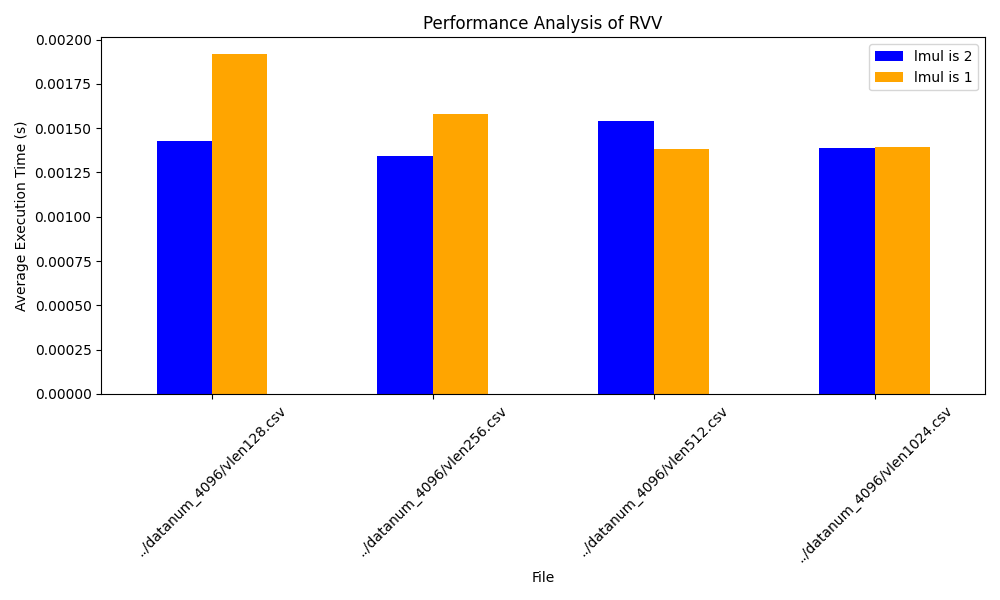 Performance Analysis of RVV
lmul is 2
lmul is 1
Average Execution Time (s)
0.00200
0.00175
0.00150
0.00125
0.00100
0.00075
0.00050
0.00025
0.00000
../datanum_4096/vlen128.csv
../datanum_4096/vlen256.csv
../datanum_4096/vlen512.csv
../datanum_4096/vlen1024.csv
File